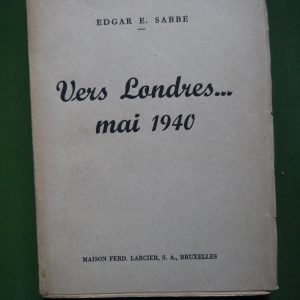 EDGAR E. SABBE
Vers Londres...
mai 1940
MAISON FERD. LARCIER, S. A., BRUXELLES